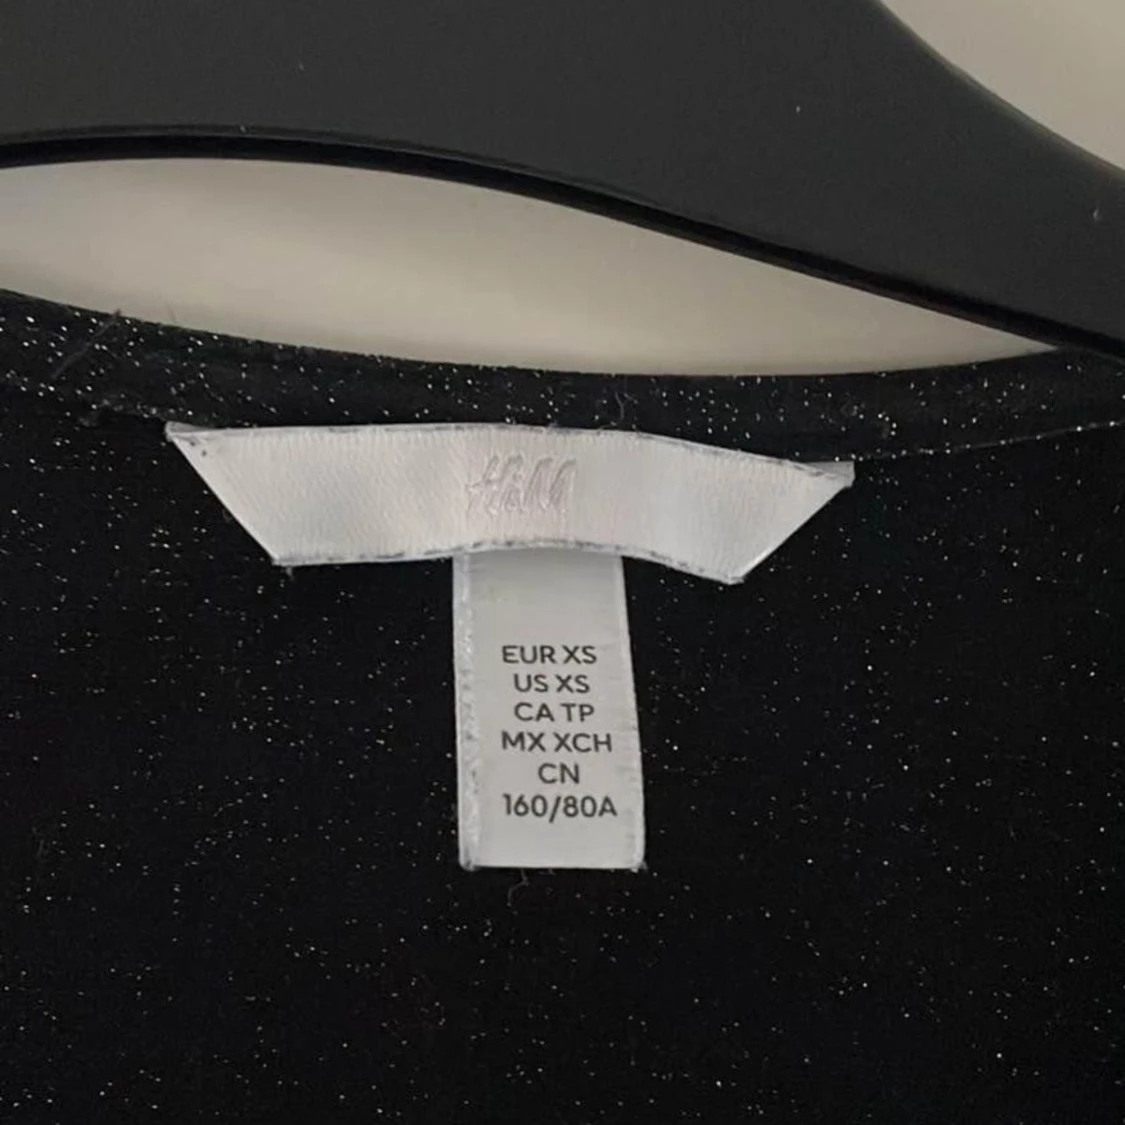 H&M
EUR XS
US XS
CA TP
MX XCH
CN
160/80A